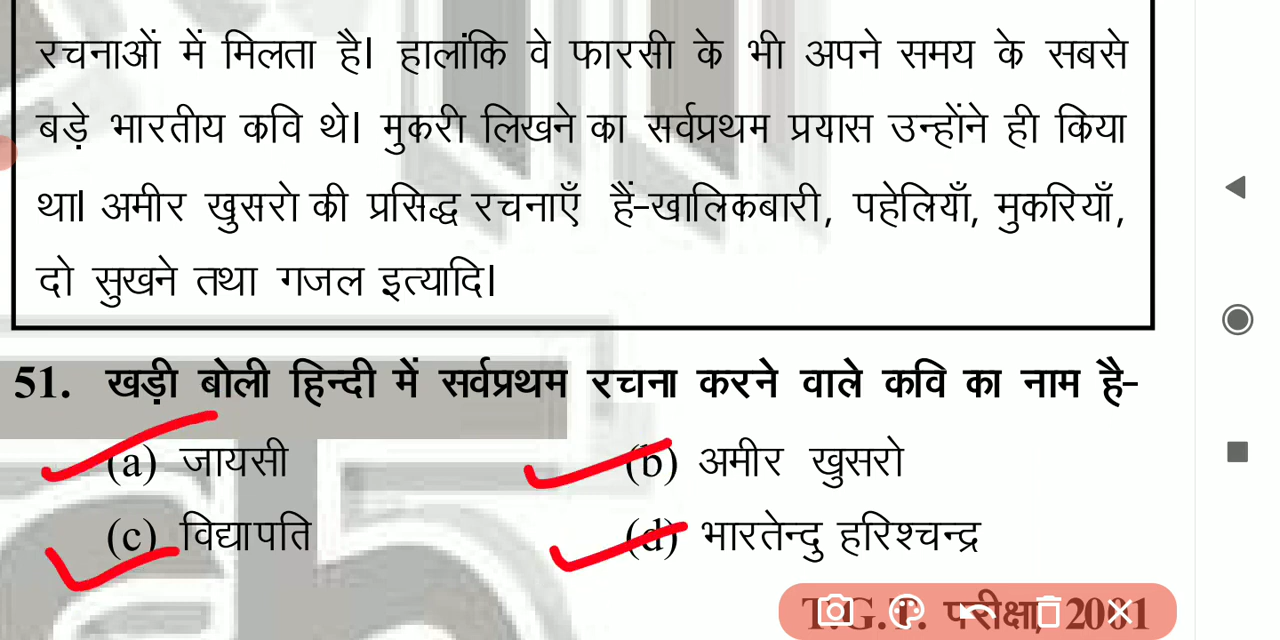 रचनाओं में मिलता है। हालांकि वे फारसी के भी अपने समय के सबसे
बड़े भारतीय कवि थे। मुकरी लिखने का सर्वप्रथम प्रयास उन्होंने ही किया
था। अमीर खुसरो की प्रसिद्ध रचनाएँ हैं-खालिकबारी, पहेलियाँ, मुकरियाँ,
दो सुखने तथा गजल इत्यादि।
51. खड़ी बोली हिन्दी में सर्वप्रथम रचना करने वाले कवि का नाम है-
(a) जायसी (b) अमीर खुसरो
(c) विद्यापति (d) भारतेन्दु हरिश्चन्द्र
T.G.T. परीक्षा, 2001